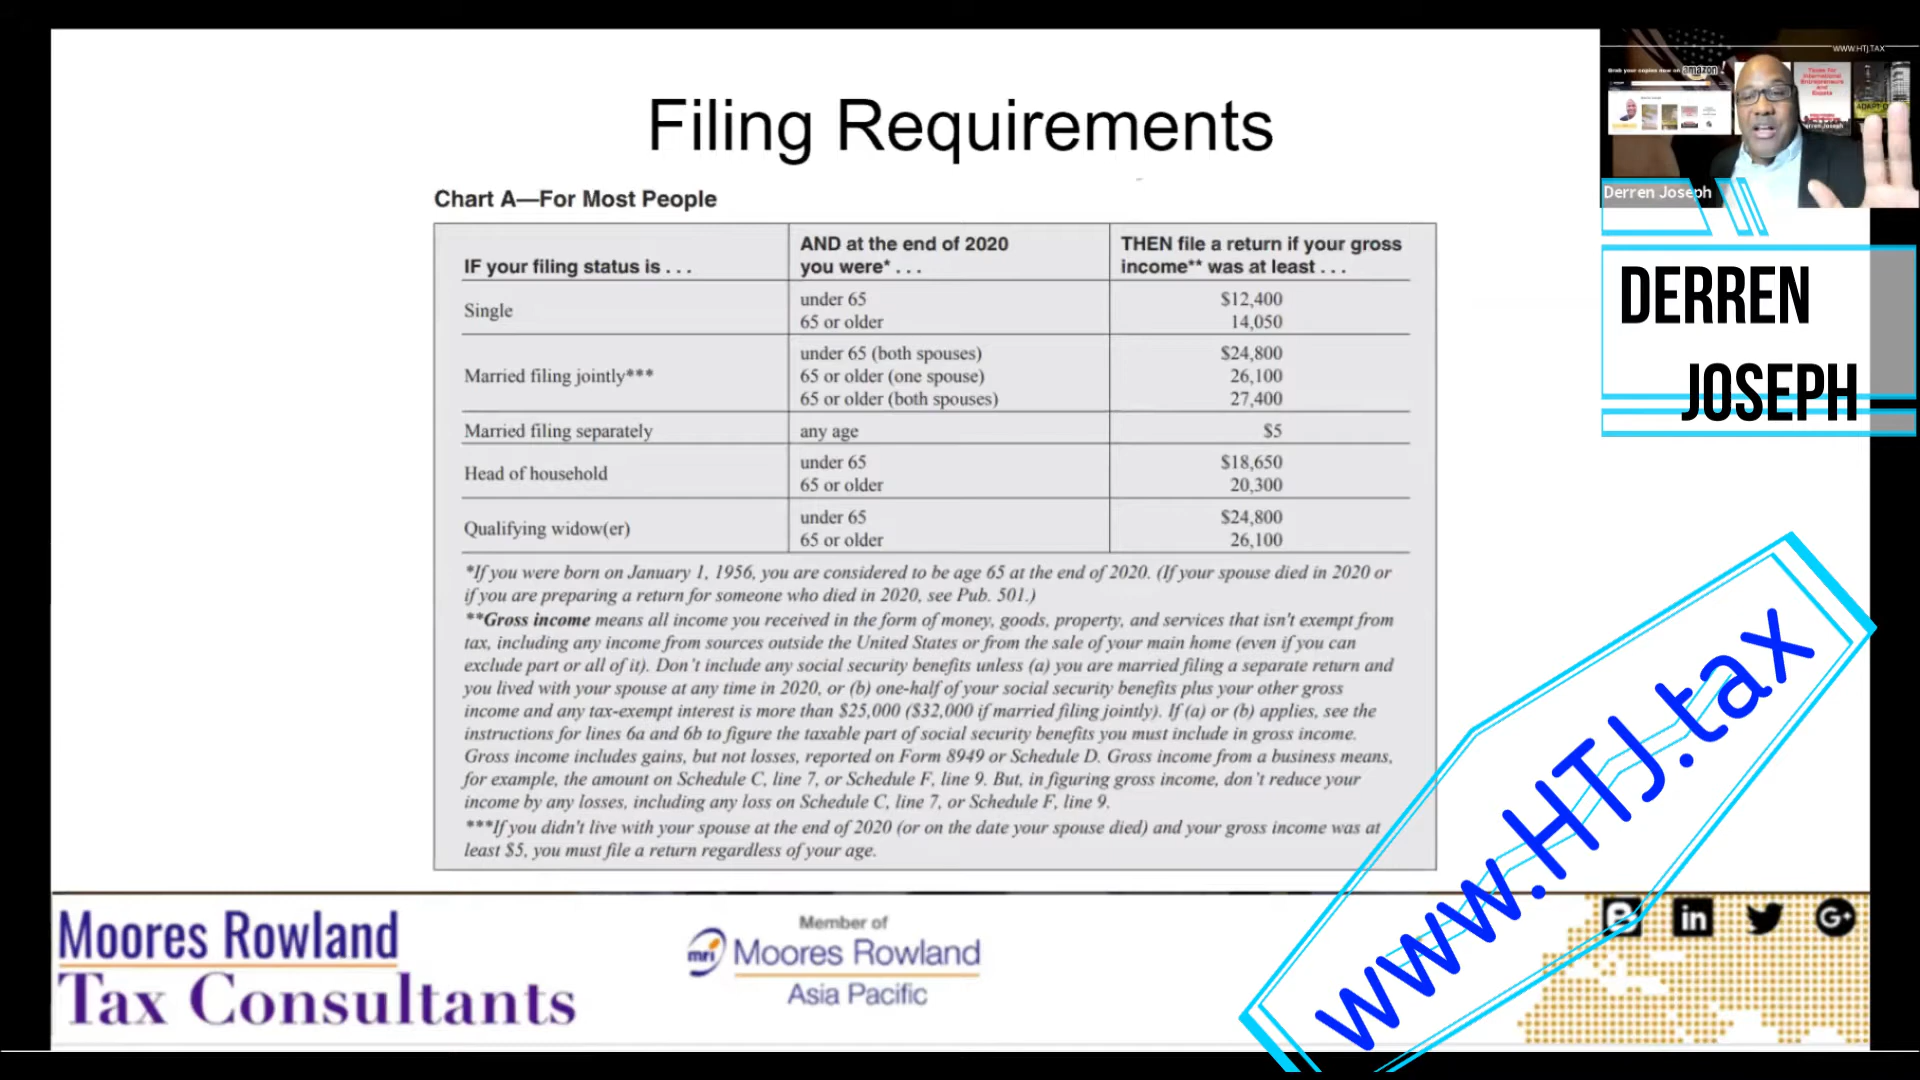 Filing Requirements
Chart A—For Most People
IF your filing status is . . .
AND at the end of 2020
you were* . . .
THEN file a return if your gross
income** was at least . . .
Single
under 65
$12,400
65 or older
14,050
Married filing jointly***
under 65 (both spouses)
$24,800
65 or older (one spouse)
26,100
65 or older (both spouses)
27,400
Married filing separately
any age
$5
Head of household
under 65
$18,650
65 or older
20,300
Qualifying widow(er)
under 65
$24,800
65 or older
26,100
*If you were born on January 1, 1956, you are considered to be age 65 at the end of 2020. (If your spouse died in 2020 or
if you are preparing a return for someone who died in 2020, see Pub. 501.)
**Gross income means all income you received in the form of money, goods, property, and services that isn't exempt from
tax, including any income from sources outside the United States or from the sale of your main home (even if you can
exclude part or all of it). Don't include any social security benefits unless (a) you are married filing a separate return and
you lived with your spouse at any time in 2020, or (b) one-half of your social security benefits plus your other gross
income and any tax-exempt interest is more than $25,000 ($32,000 if married filing jointly). If (a) or (b) applies, see the
instructions for lines 6a and 6b to figure the taxable part of social security benefits you must include in gross income.
Gross income includes gains, but not losses, reported on Form 8949 or Schedule D. Gross income from a business means,
for example, the amount on Schedule C, line 7, or Schedule F, line 9. But, in figuring gross income, don't reduce your
income by any losses, including any loss on Schedule C, line 7, or Schedule F, line 9.
***If you didn't live with your spouse at the end of 2020 (or on the date your spouse died) and your gross income was at
least $5, you must file a return regardless of your age.
WWW.HTJ.TAX
Grab your copies now on amazon
Taxes for
International
Entrepreneurs
and
Expats
Derren Joseph
DERREN
JOSEPH
www.HTJ.tax
Moores Rowland
Tax Consultants
Member of
mri Moores Rowland
Asia Pacific
in
G+